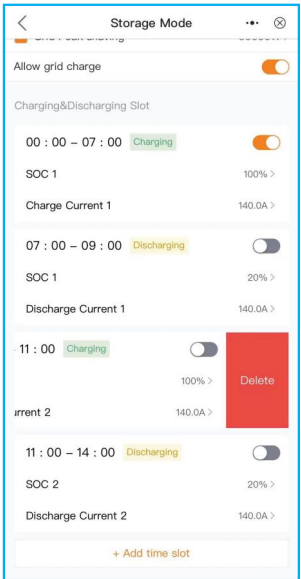 Storage Mode
Allow grid charge
Charging&Discharging Slot
00 : 00 – 07 : 00 Charging
SOC 1 100% >
Charge Current 1 140.0A >
07 : 00 – 09 : 00 Discharging
SOC 1 20% >
Discharge Current 1 140.0A >
11 : 00 Charging
100% >
Delete
urrent 2 140.0A >
11 : 00 – 14 : 00 Discharging
SOC 2 20% >
Discharge Current 2 140.0A >
+ Add time slot